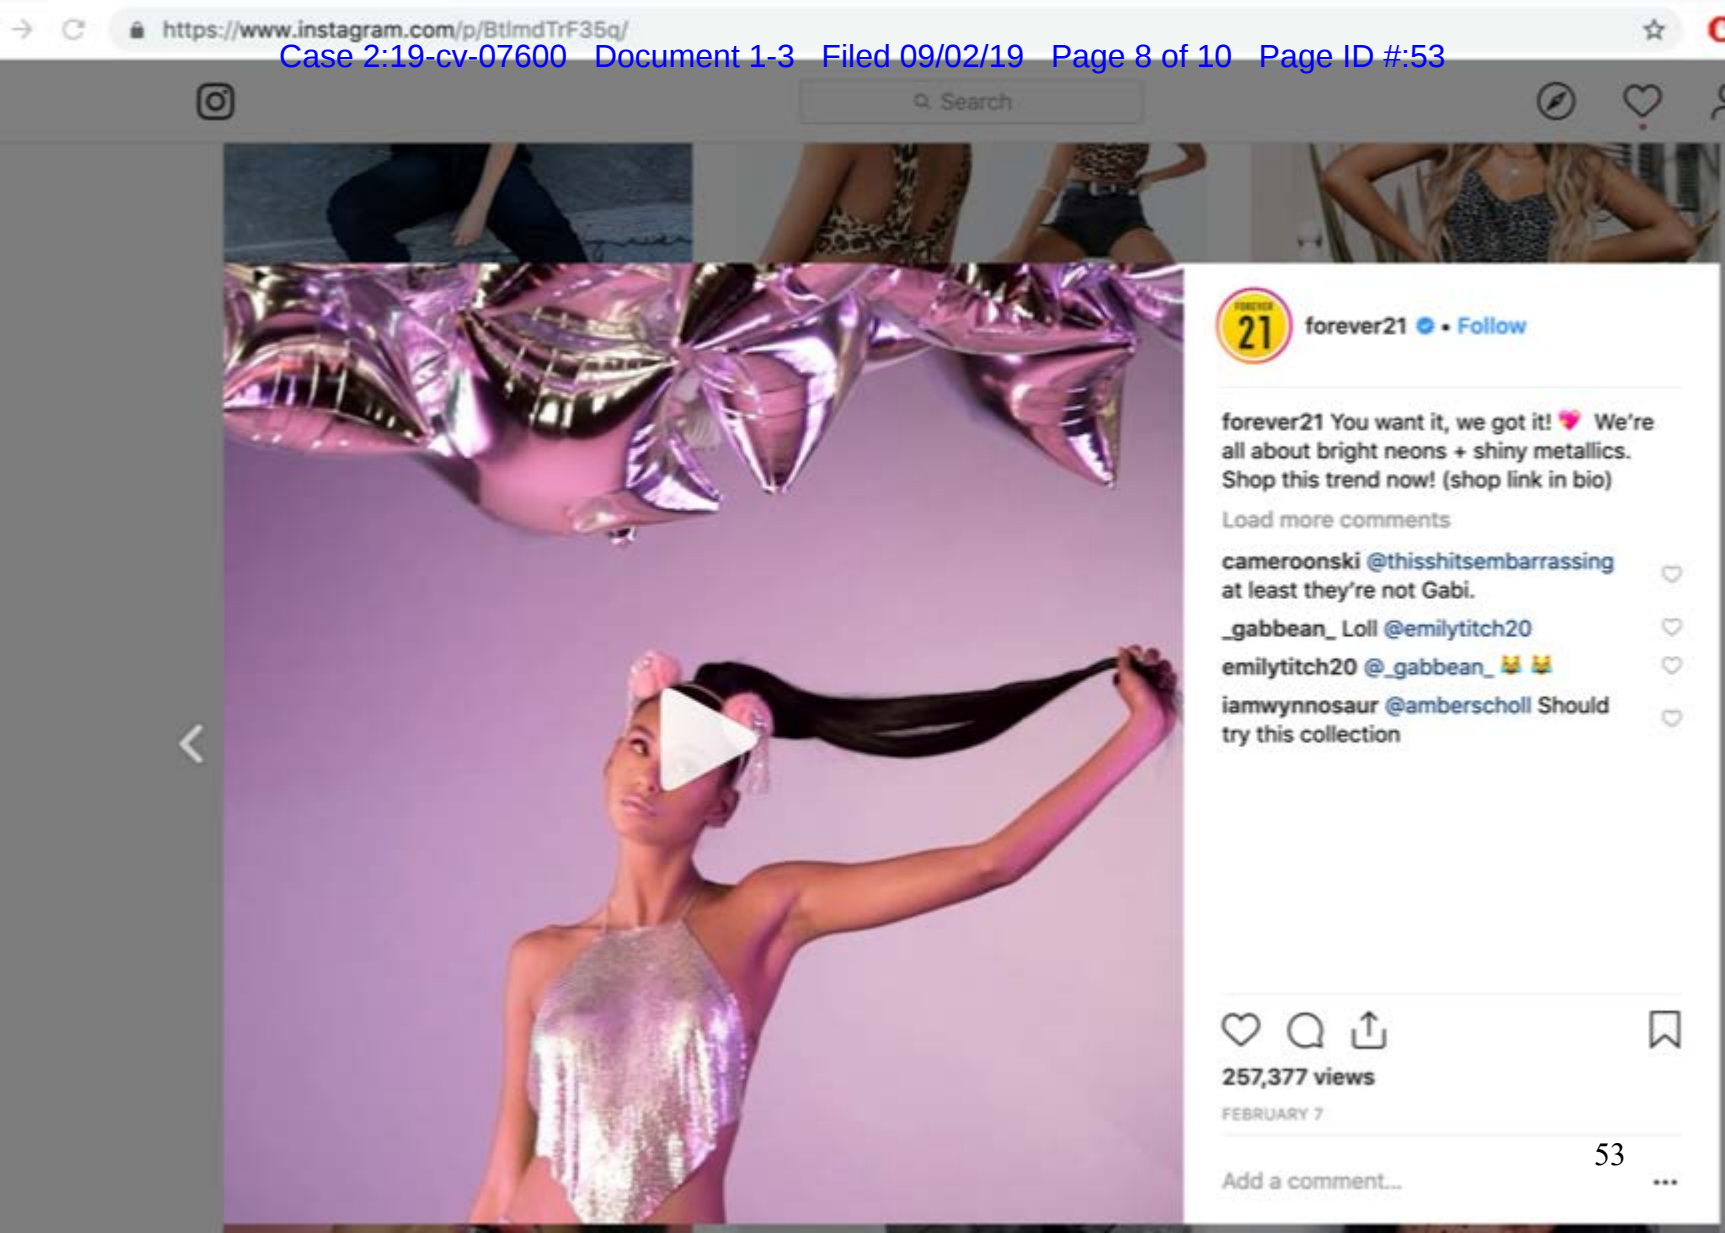 https://www.instagram.com/p/BtlmdTrF35q/
Case 2:19-cv-07600 Document 1-3 Filed 09/02/19 Page 8 of 10 Page ID #:53
Search
FOREVER
21
forever21 • Follow
forever21 You want it, we got it! 💖 We're
all about bright neons + shiny metallics.
Shop this trend now! (shop link in bio)
Load more comments
cameroonski @thisshitsembarrassing
at least they're not Gabi.
_gabbean_ Loll @emilytitch20
emilytitch20 @_gabbean_ 😹 😹
iamwynnosaur @amberscholl Should
try this collection
257,377 views
FEBRUARY 7
53
Add a comment...